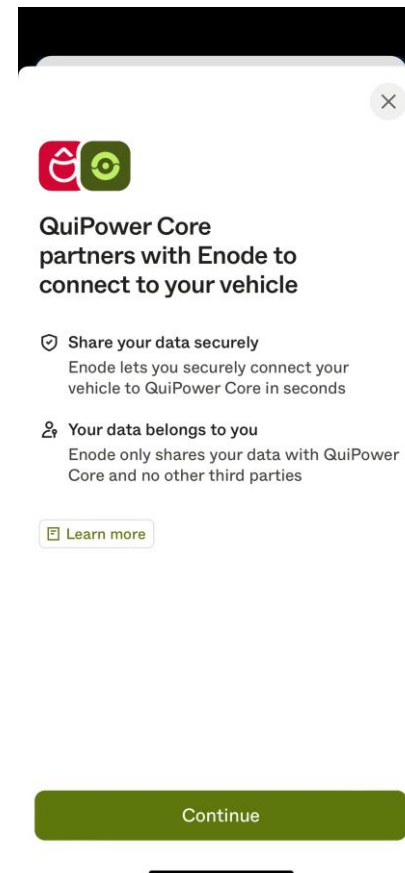 QuiPower Core
partners with Enode to
connect to your vehicle
Share your data securely
Enode lets you securely connect your
vehicle to QuiPower Core in seconds
Your data belongs to you
Enode only shares your data with QuiPower
Core and no other third parties
Learn more
Continue